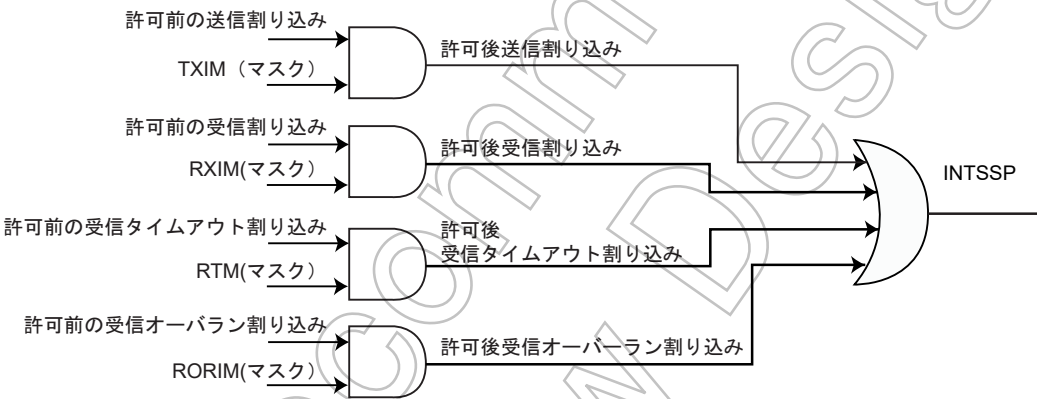 許可前の送信割り込み
TXIM（マスク）
許可後送信割り込み
許可前の受信割り込み
RXIM(マスク）
許可後受信割り込み
INTSSP
許可前の受信タイムアウト割り込み
RTM(マスク）
許可後
受信タイムアウト割り込み
許可前の受信オーバラン割り込み
RORIM(マスク）
許可後受信オーバーラン割り込み